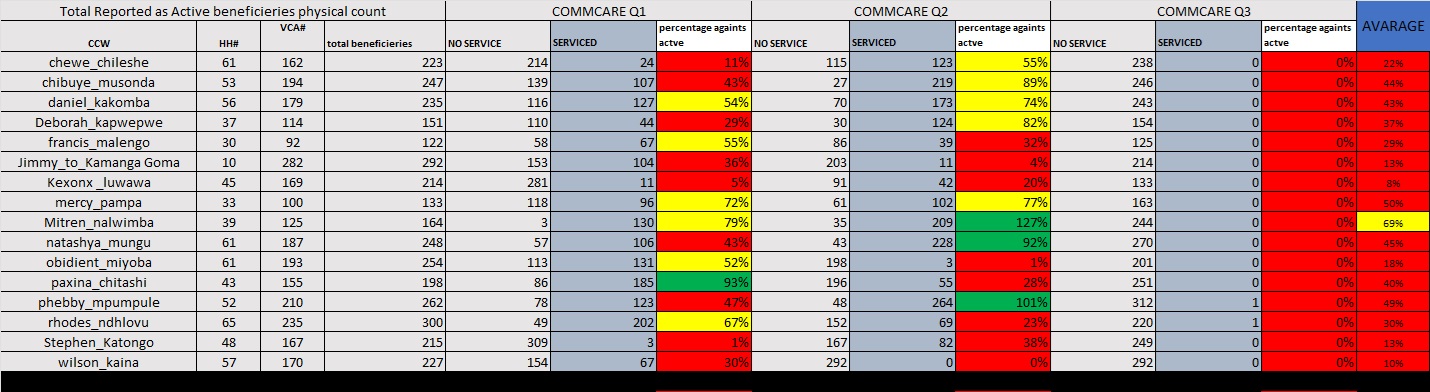 Total Reported as Active beneficieries physical count COMMCARE Q1 COMMCARE Q2 COMMCARE Q3 AVARAGE
CCW HH# VCA# total beneficieries NO SERVICE SERVICED percentage againts actve NO SERVICE SERVICED percentage againts actve NO SERVICE SERVICED percentage againts actve
chewe_chileshe 61 162 223 214 24 11% 115 123 55% 238 0 0% 22%
chibuye_musonda 53 194 247 139 107 43% 27 219 89% 246 0 0% 44%
daniel_kakomba 56 179 235 116 127 54% 70 173 74% 243 0 0% 43%
Deborah_kapwepwe 37 114 151 110 44 29% 30 124 82% 154 0 0% 37%
francis_malengo 30 92 122 58 67 55% 86 39 32% 125 0 0% 29%
Jimmy_to_Kamanga Goma 10 282 292 153 104 36% 203 11 4% 214 0 0% 13%
Kexonx _luwawa 45 169 214 281 11 5% 91 42 20% 133 0 0% 8%
mercy_pampa 33 100 133 118 96 72% 61 102 77% 163 0 0% 50%
Mitren_nalwimba 39 125 164 3 130 79% 35 209 127% 244 0 0% 69%
natashya_mungu 61 187 248 57 106 43% 43 228 92% 270 0 0% 45%
obidient_miyoba 61 193 254 113 131 52% 198 3 1% 201 0 0% 18%
paxina_chitashi 43 155 198 86 185 93% 196 55 28% 251 0 0% 40%
phebby_mpumpule 52 210 262 78 123 47% 48 264 101% 312 1 0% 49%
rhodes_ndhlovu 65 235 300 49 202 67% 152 69 23% 220 1 0% 30%
Stephen_Katongo 48 167 215 309 3 1% 167 82 38% 249 0 0% 13%
wilson_kaina 57 170 227 154 67 30% 292 0 0% 292 0 0% 10%